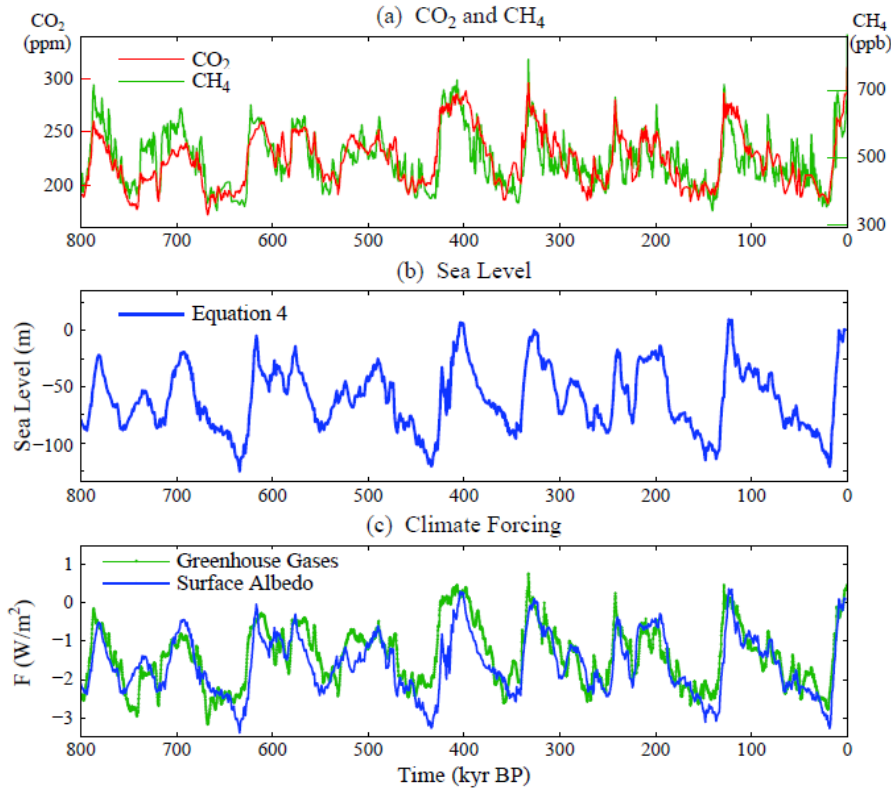 (a) CO₂ and CH₄
CO₂
(ppm)
CH₄
(ppb)
CO₂
CH₄
300
250
200
700
500
300
800 700 600 500 400 300 200 100 0
(b) Sea Level
Equation 4
Sea Level (m)
0
−50
−100
800 700 600 500 400 300 200 100 0
(c) Climate Forcing
Greenhouse Gases
Surface Albedo
F (W/m²)
1
0
−1
−2
−3
800 700 600 500 400 300 200 100 0
Time (kyr BP)